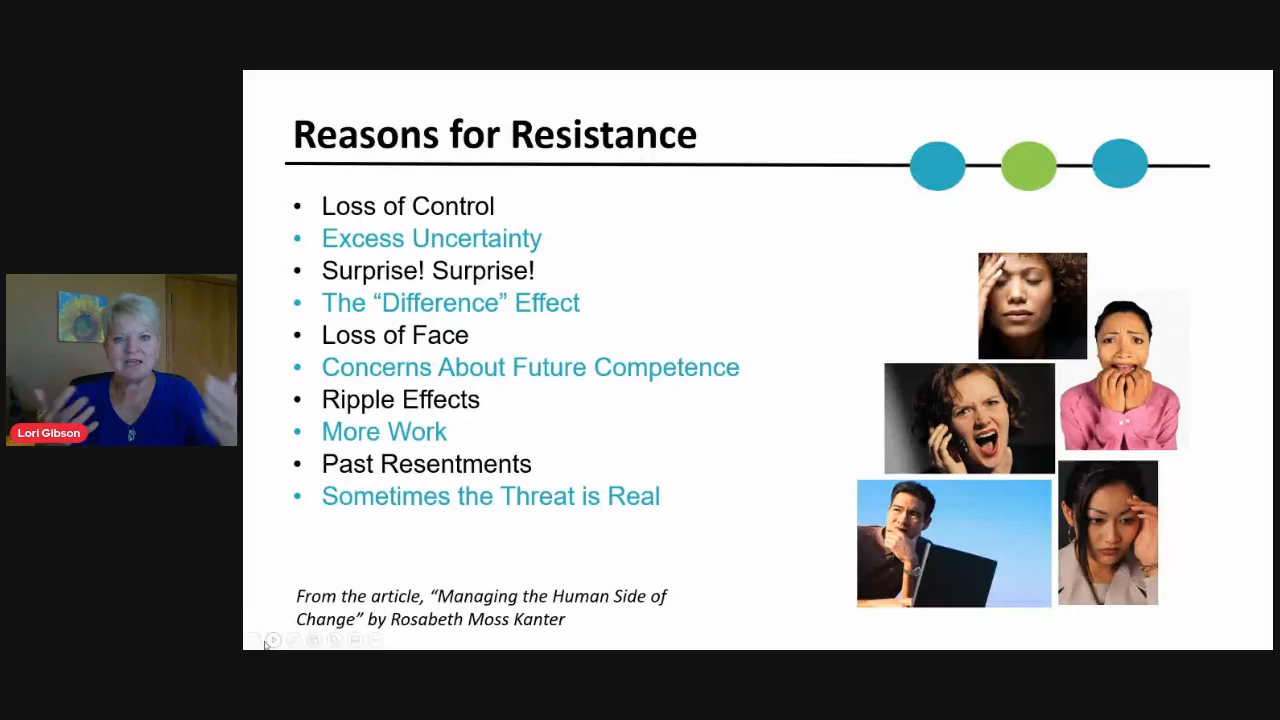 Reasons for Resistance
• Loss of Control
• Excess Uncertainty
• Surprise! Surprise!
• The “Difference” Effect
• Loss of Face
• Concerns About Future Competence
• Ripple Effects
• More Work
• Past Resentments
• Sometimes the Threat is Real
From the article, “Managing the Human Side of
Change” by Rosabeth Moss Kanter
Lori Gibson